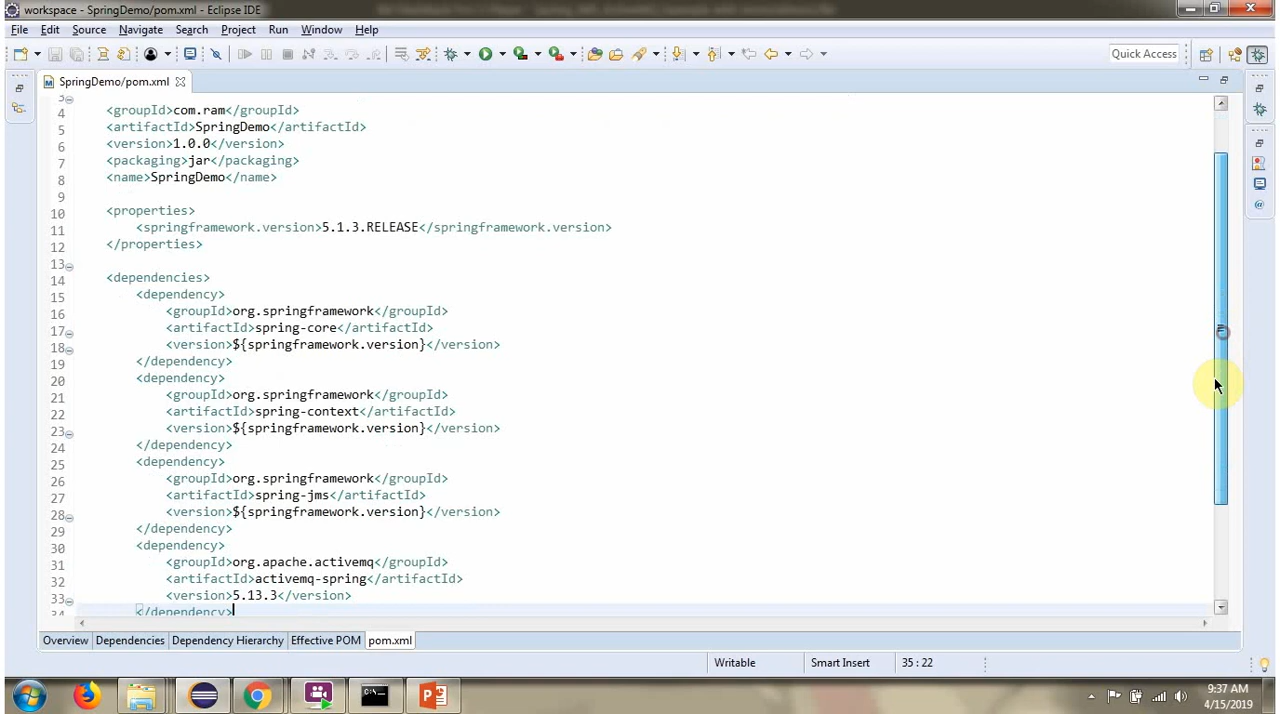 workspace - SpringDemo/pom.xml - Eclipse IDE
File Edit Source Navigate Search Project Run Window Help
Quick Access
SpringDemo/pom.xml
3
4 <groupId>com.ram</groupId>
5 <artifactId>SpringDemo</artifactId>
6 <version>1.0.0</version>
7 <packaging>jar</packaging>
8 <name>SpringDemo</name>
9
10 <properties>
11 <springframework.version>5.1.3.RELEASE</springframework.version>
12 </properties>
13
14 <dependencies>
15 <dependency>
16 <groupId>org.springframework</groupId>
17 <artifactId>spring-core</artifactId>
18 <version>${springframework.version}</version>
19 </dependency>
20 <dependency>
21 <groupId>org.springframework</groupId>
22 <artifactId>spring-context</artifactId>
23 <version>${springframework.version}</version>
24 </dependency>
25 <dependency>
26 <groupId>org.springframework</groupId>
27 <artifactId>spring-jms</artifactId>
28 <version>${springframework.version}</version>
29 </dependency>
30 <dependency>
31 <groupId>org.apache.activemq</groupId>
32 <artifactId>activemq-spring</artifactId>
33 <version>5.13.3</version>
34 </dependency>
Overview Dependencies Dependency Hierarchy Effective POM pom.xml
Writable Smart Insert 35 : 22
9:37 AM
4/15/2019